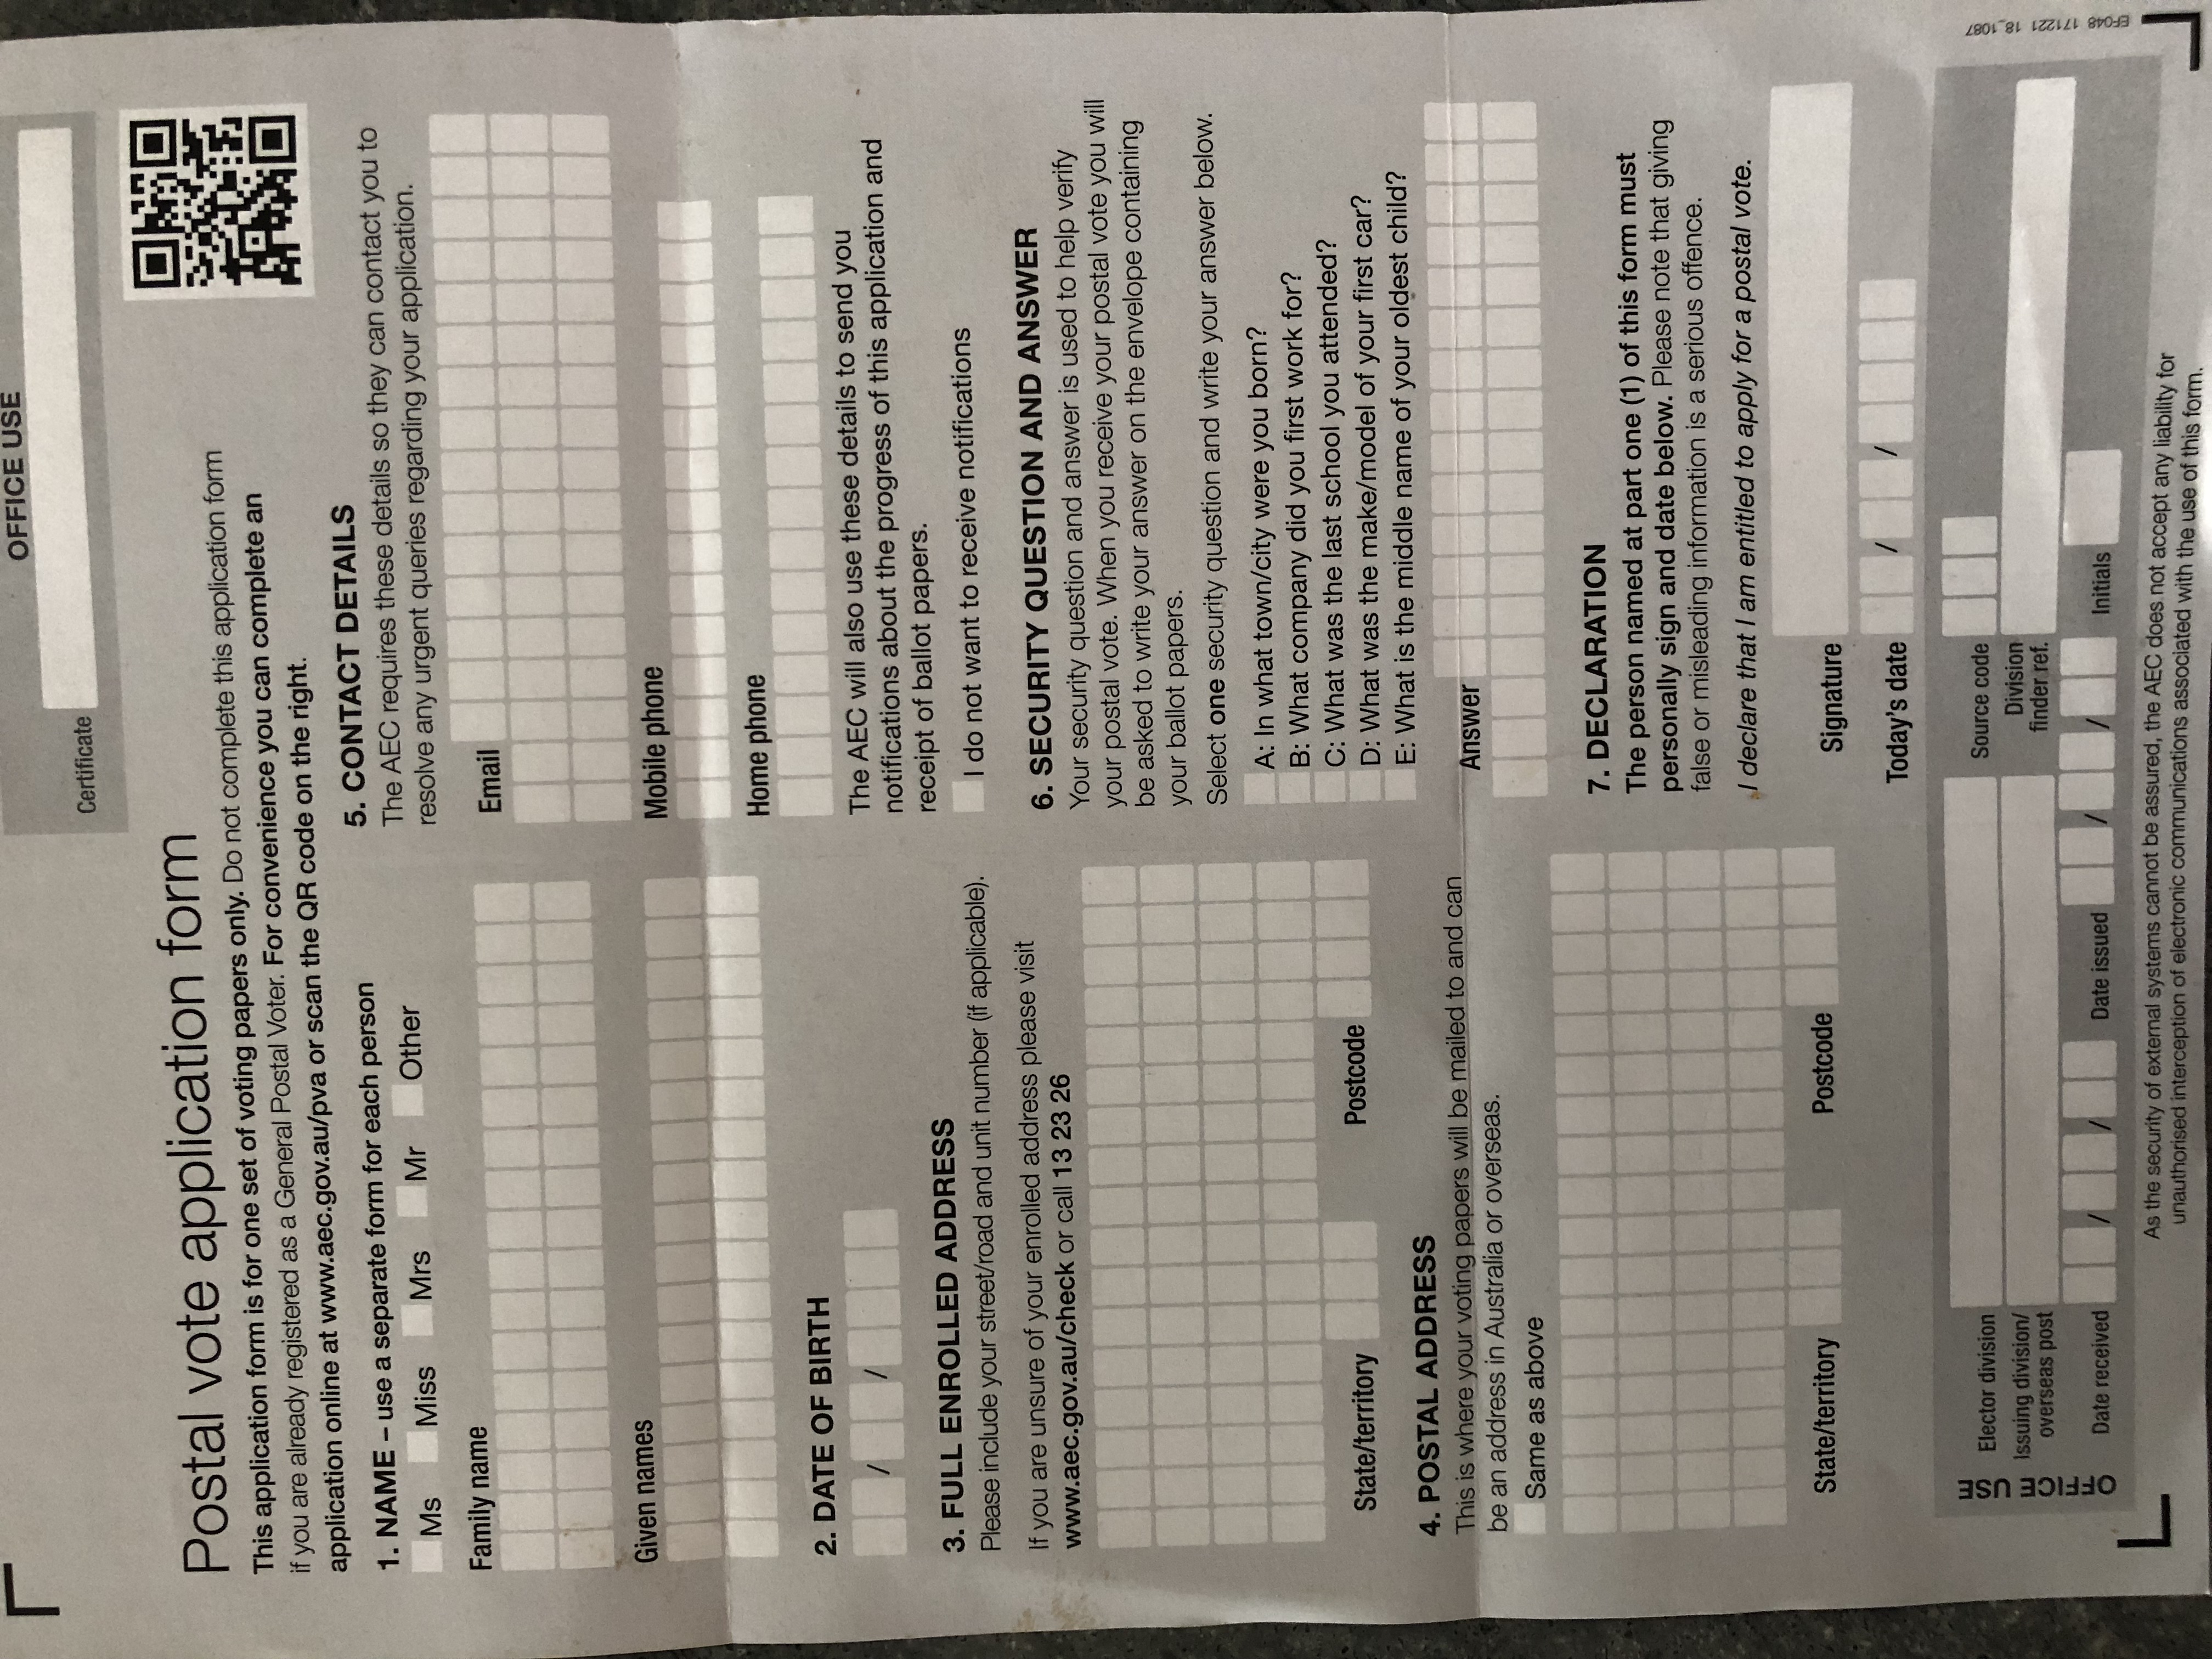 OFFICE USE
Certificate
Postal vote application form
This application form is for one set of voting papers only. Do not complete this application form
if you are already registered as a General Postal Voter. For convenience you can complete an
application online at www.aec.gov.au/pva or scan the QR code on the right.
1. NAME – use a separate form for each person
Ms Miss Mrs Mr Other
Family name
Given names
2. DATE OF BIRTH
/ /
3. FULL ENROLLED ADDRESS
Please include your street/road and unit number (if applicable).
If you are unsure of your enrolled address please visit
www.aec.gov.au/check or call 13 23 26
State/territory Postcode
4. POSTAL ADDRESS
This is where your voting papers will be mailed to and can
be an address in Australia or overseas.
Same as above
State/territory Postcode
5. CONTACT DETAILS
The AEC requires these details so they can contact you to
resolve any urgent queries regarding your application.
Email
Mobile phone
Home phone
The AEC will also use these details to send you
notifications about the progress of this application and
receipt of ballot papers.
I do not want to receive notifications
6. SECURITY QUESTION AND ANSWER
Your security question and answer is used to help verify
your postal vote. When you receive your postal vote you will
be asked to write your answer on the envelope containing
your ballot papers.
Select one security question and write your answer below.
A: In what town/city were you born?
B: What company did you first work for?
C: What was the last school you attended?
D: What was the make/model of your first car?
E: What is the middle name of your oldest child?
Answer
7. DECLARATION
The person named at part one (1) of this form must
personally sign and date below. Please note that giving
false or misleading information is a serious offence.
I declare that I am entitled to apply for a postal vote.
Signature
Today's date / /
OFFICE USE
Elector division Source code
Issuing division/
overseas post
Division
finder ref.
Date received / / Date issued / / Initials
As the security of external systems cannot be assured, the AEC does not accept any liability for
unauthorised interception of electronic communications associated with the use of this form.
EF048 171221 18_1087